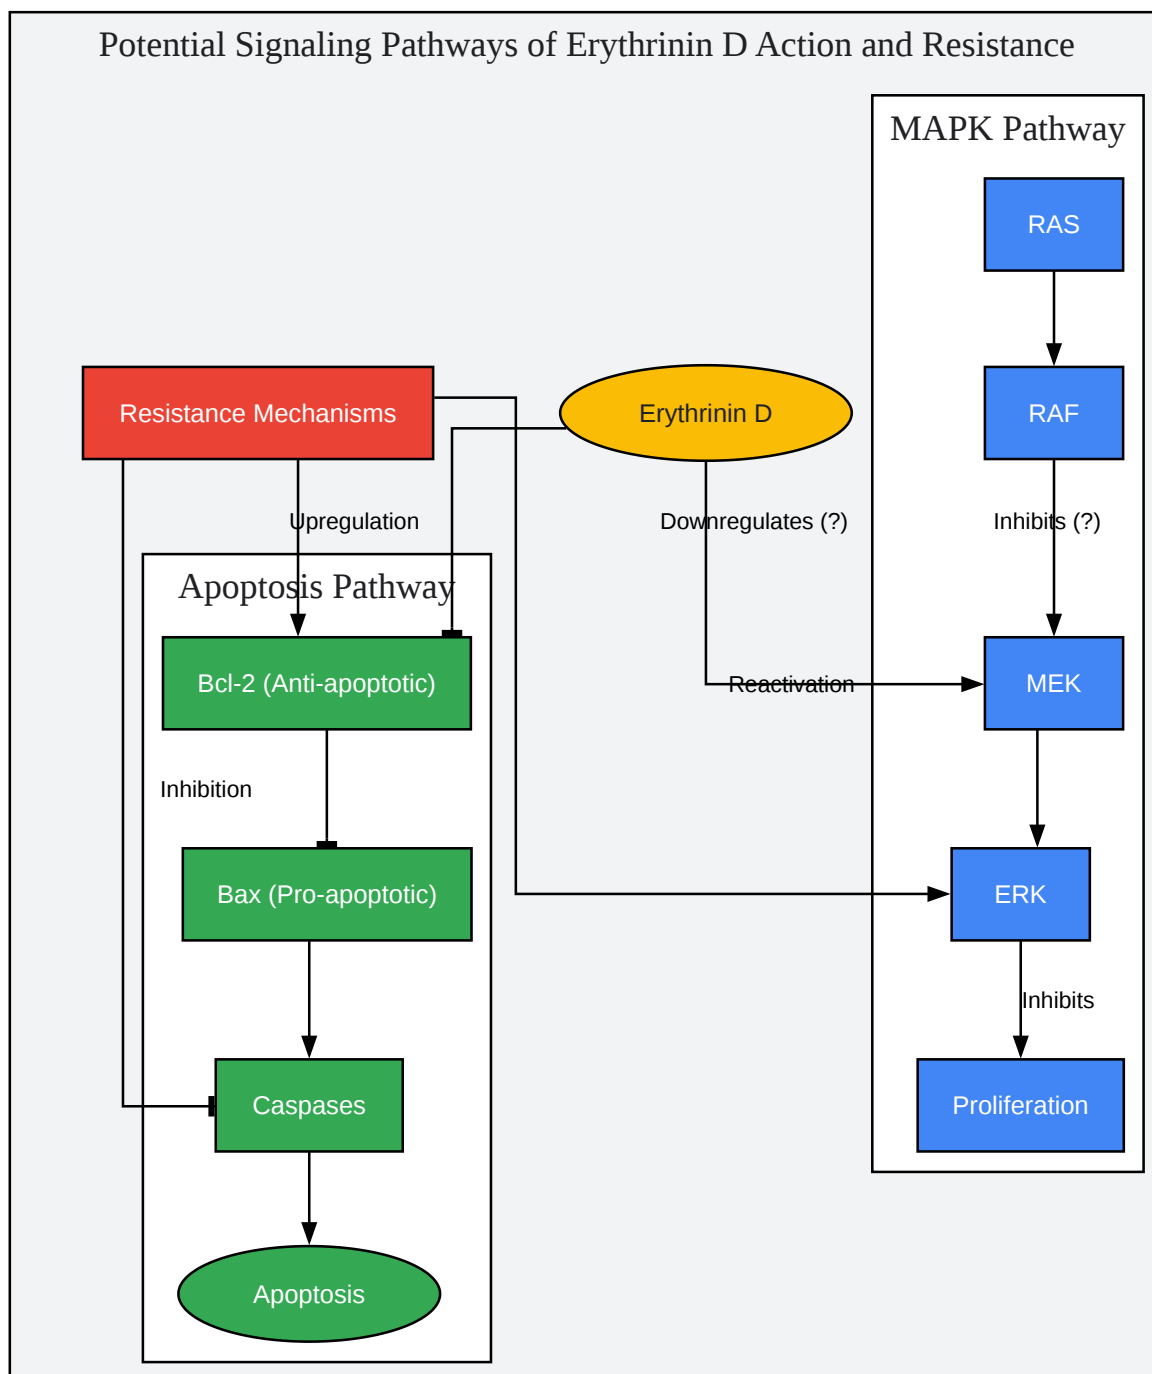 Potential Signaling Pathways of Erythrinin D Action and Resistance
MAPK Pathway
RAS
Resistance Mechanisms
Erythrinin D
RAF
Upregulation
Downregulates (?)
Inhibits (?)
Apoptosis Pathway
Bcl-2 (Anti-apoptotic)
Reactivation
MEK
Inhibition
Bax (Pro-apoptotic)
ERK
Inhibits
Caspases
Proliferation
Apoptosis